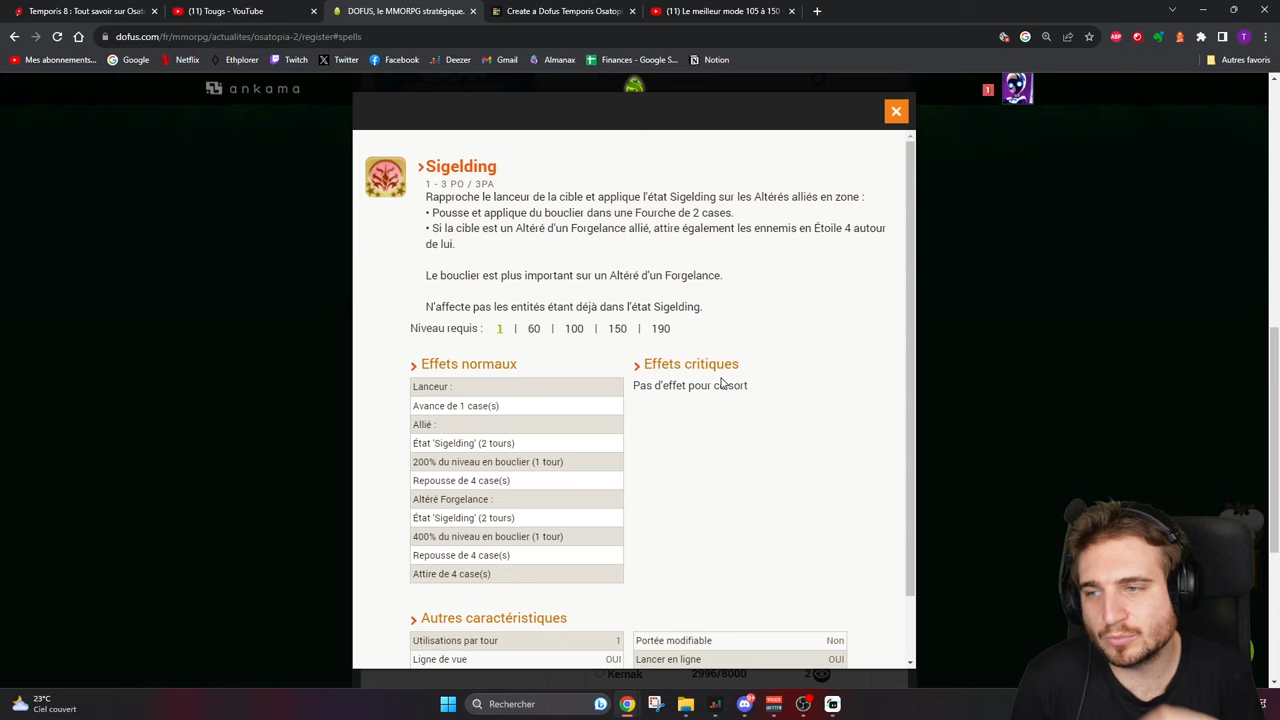 Temporis 8 : Tout savoir sur Osat
(11) Tougs - YouTube
DOFUS, le MMORPG stratégique.
Create a Dofus Temporis Osatop
(11) Le meilleur mode 105 à 150
dofus.com/fr/mmorpg/actualites/osatopia-2/register#spells
Mes abonnements...
Google
Netflix
Ethplorer
Twitch
Twitter
Facebook
Deezer
Gmail
Almanax
Finances - Google S...
Notion
Autres favoris
ankama
1
Sigelding
1 - 3 PO / 3PA
Rapproche le lanceur de la cible et applique l'état Sigelding sur les Altérés alliés en zone :
• Pousse et applique du bouclier dans une Fourche de 2 cases.
• Si la cible est un Altéré d'un Forgelance allié, attire également les ennemis en Étoile 4 autour
de lui.
Le bouclier est plus important sur un Altéré d'un Forgelance.
N'affecte pas les entités étant déjà dans l'état Sigelding.
Niveau requis : 1 | 60 | 100 | 150 | 190
Effets normaux
Effets critiques
Lanceur :
Pas d'effet pour ce sort
Avance de 1 case(s)
Allié :
État 'Sigelding' (2 tours)
200% du niveau en bouclier (1 tour)
Repousse de 4 case(s)
Altéré Forgelance :
État 'Sigelding' (2 tours)
400% du niveau en bouclier (1 tour)
Repousse de 4 case(s)
Attire de 4 case(s)
Autres caractéristiques
Utilisations par tour 1
Portée modifiable Non
Ligne de vue OUI
Lancer en ligne OUI
Kernak 2996/8000 2
23°C
Ciel couvert
Rechercher